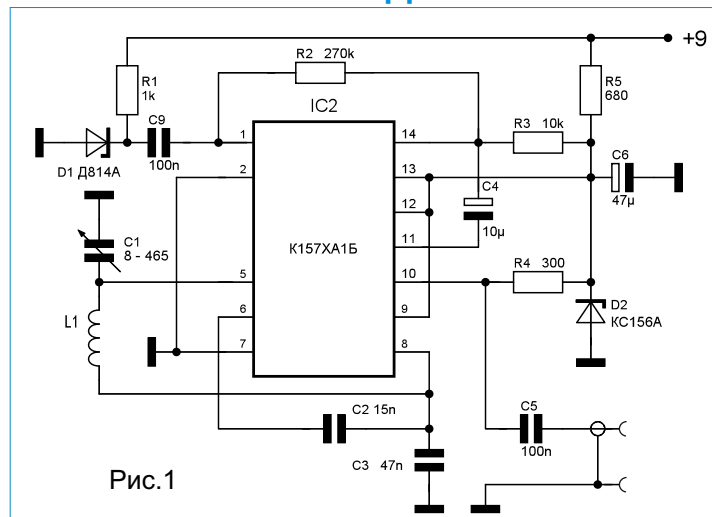 +9
R2 270k
R1
1k
R5
680
IC2
C9
100n
1
14
R3 10k
D1 Д814А
2
13
C6
47µ
C4
10µ
12
C1
8 - 465
К157ХА1Б
11
5
10
R4 300
D2
КС156А
L1
6
9
7
8
C2 15n
C5
100n
C3 47n
Рис.1